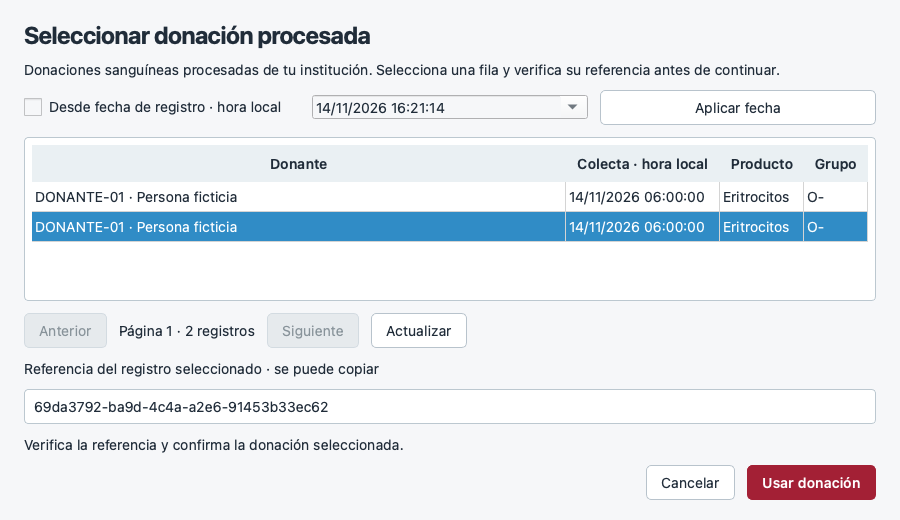 Seleccionar donación procesada
Donaciones sanguíneas procesadas de tu institución. Selecciona una fila y verifica su referencia antes de continuar.
Desde fecha de registro · hora local 14/11/2026 16:21:14 Aplicar fecha
Donante Colecta · hora local Producto Grupo
DONANTE-01 · Persona ficticia 14/11/2026 06:00:00 Eritrocitos O-
DONANTE-01 · Persona ficticia 14/11/2026 06:00:00 Eritrocitos O-
Anterior Página 1 · 2 registros Siguiente Actualizar
Referencia del registro seleccionado · se puede copiar
69da3792-ba9d-4c4a-a2e6-91453b33ec62
Verifica la referencia y confirma la donación seleccionada.
Cancelar Usar donación